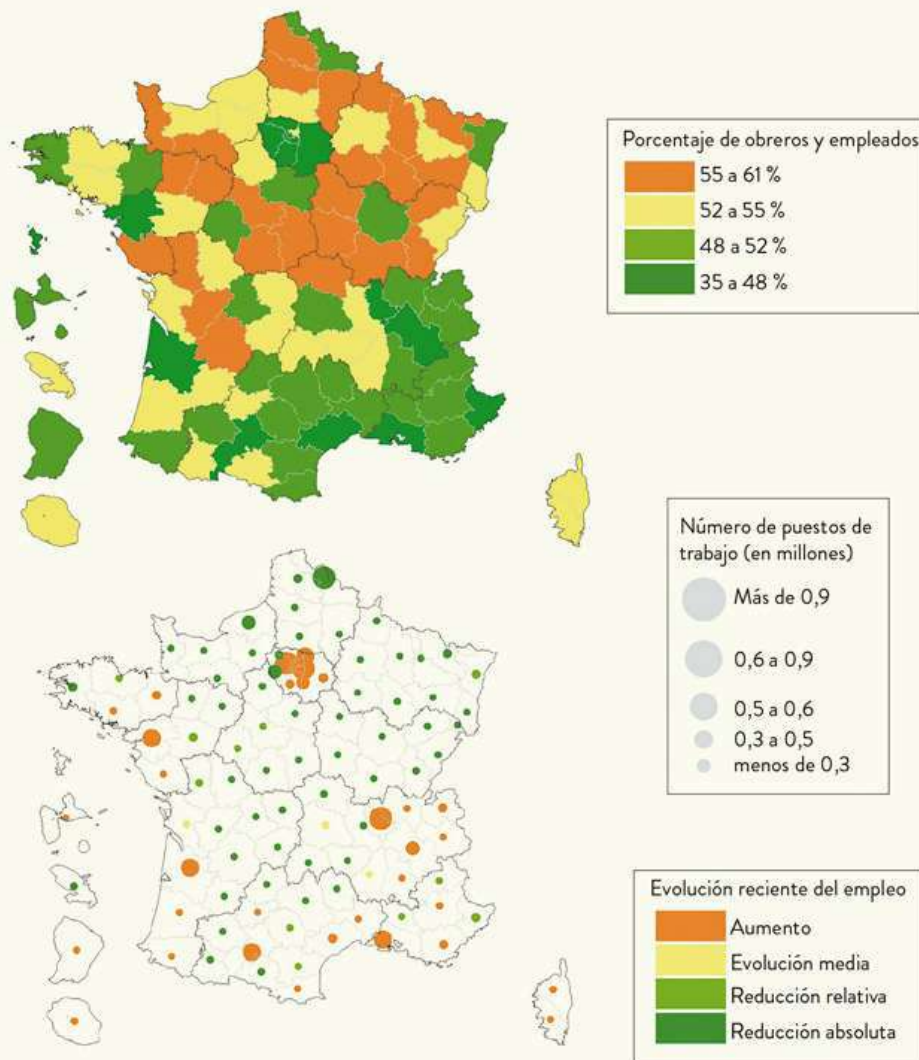 Porcentaje de obreros y empleados
55 a 61 %
52 a 55 %
48 a 52 %
35 a 48 %
Número de puestos de
trabajo (en millones)
Más de 0,9
0,6 a 0,9
0,5 a 0,6
0,3 a 0,5
menos de 0,3
Evolución reciente del empleo
Aumento
Evolución media
Reducción relativa
Reducción absoluta